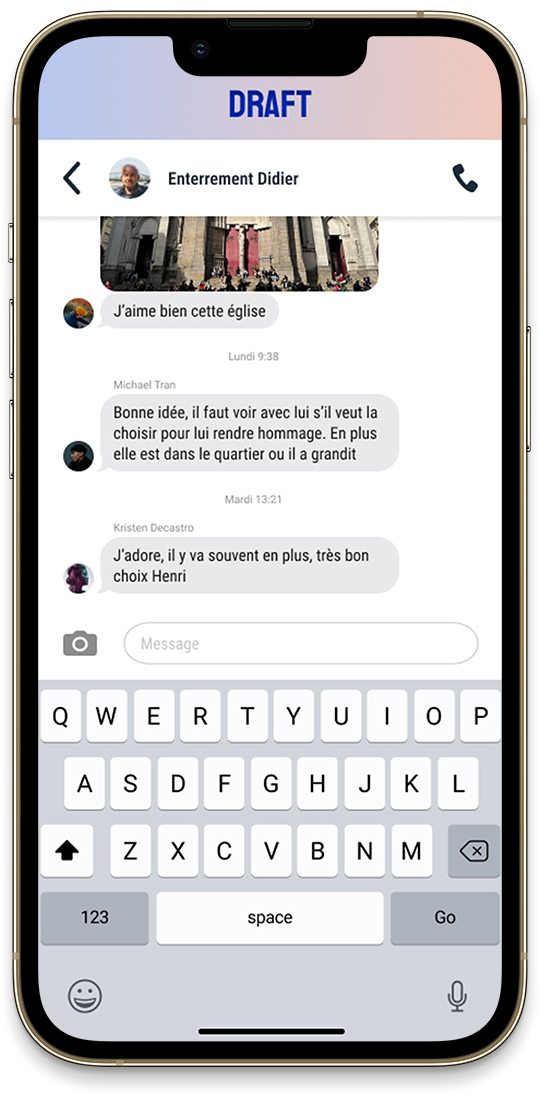 DRAFT
Enterrement Didier
J’aime bien cette église
Lundi 9:38
Michael Tran
Bonne idée, il faut voir avec lui s’il veut la
choisir pour lui rendre hommage. En plus
elle est dans le quartier ou il a grandit
Mardi 13:21
Kristen Decastro
J’adore, il y va souvent en plus, très bon
choix Henri
Message
Q W E R T Y U I O P
A S D F G H J K L
Z X C V B N M
123 space Go